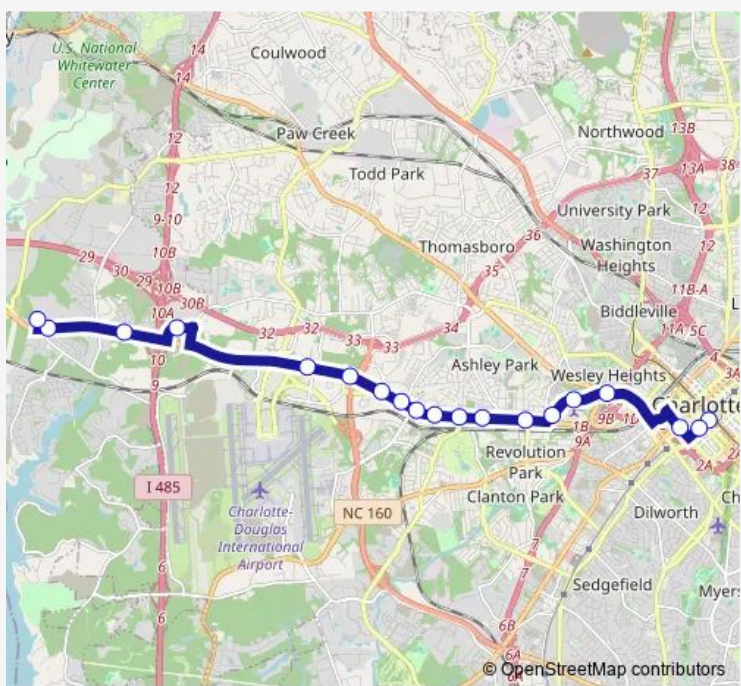 y
U.S. National
Whitewater
Center
14
14
Coulwood
Paw Creek
Todd Park
Northwood
13B
13A
38
37
12
12
9-10
10B
29
30
29
10B
10A
30B
32
32
33
33
34
35
36
University Park
Thomasboro
Washington
Heights
12
11B-A
Biddleville
L
11A
5C
4
3A
10
9
Ashley Park
Wesley Heights
Charlotte
1B
9B
1D
9A
2A
2A
Revolution
Park
Clanton Park
I 485
NC 160
Charlotte-
Douglas
International
Airport
Dilworth
Ch
7
7
Sedgefield
Myers
6
6
6B
6A
© OpenStreetMap contributors